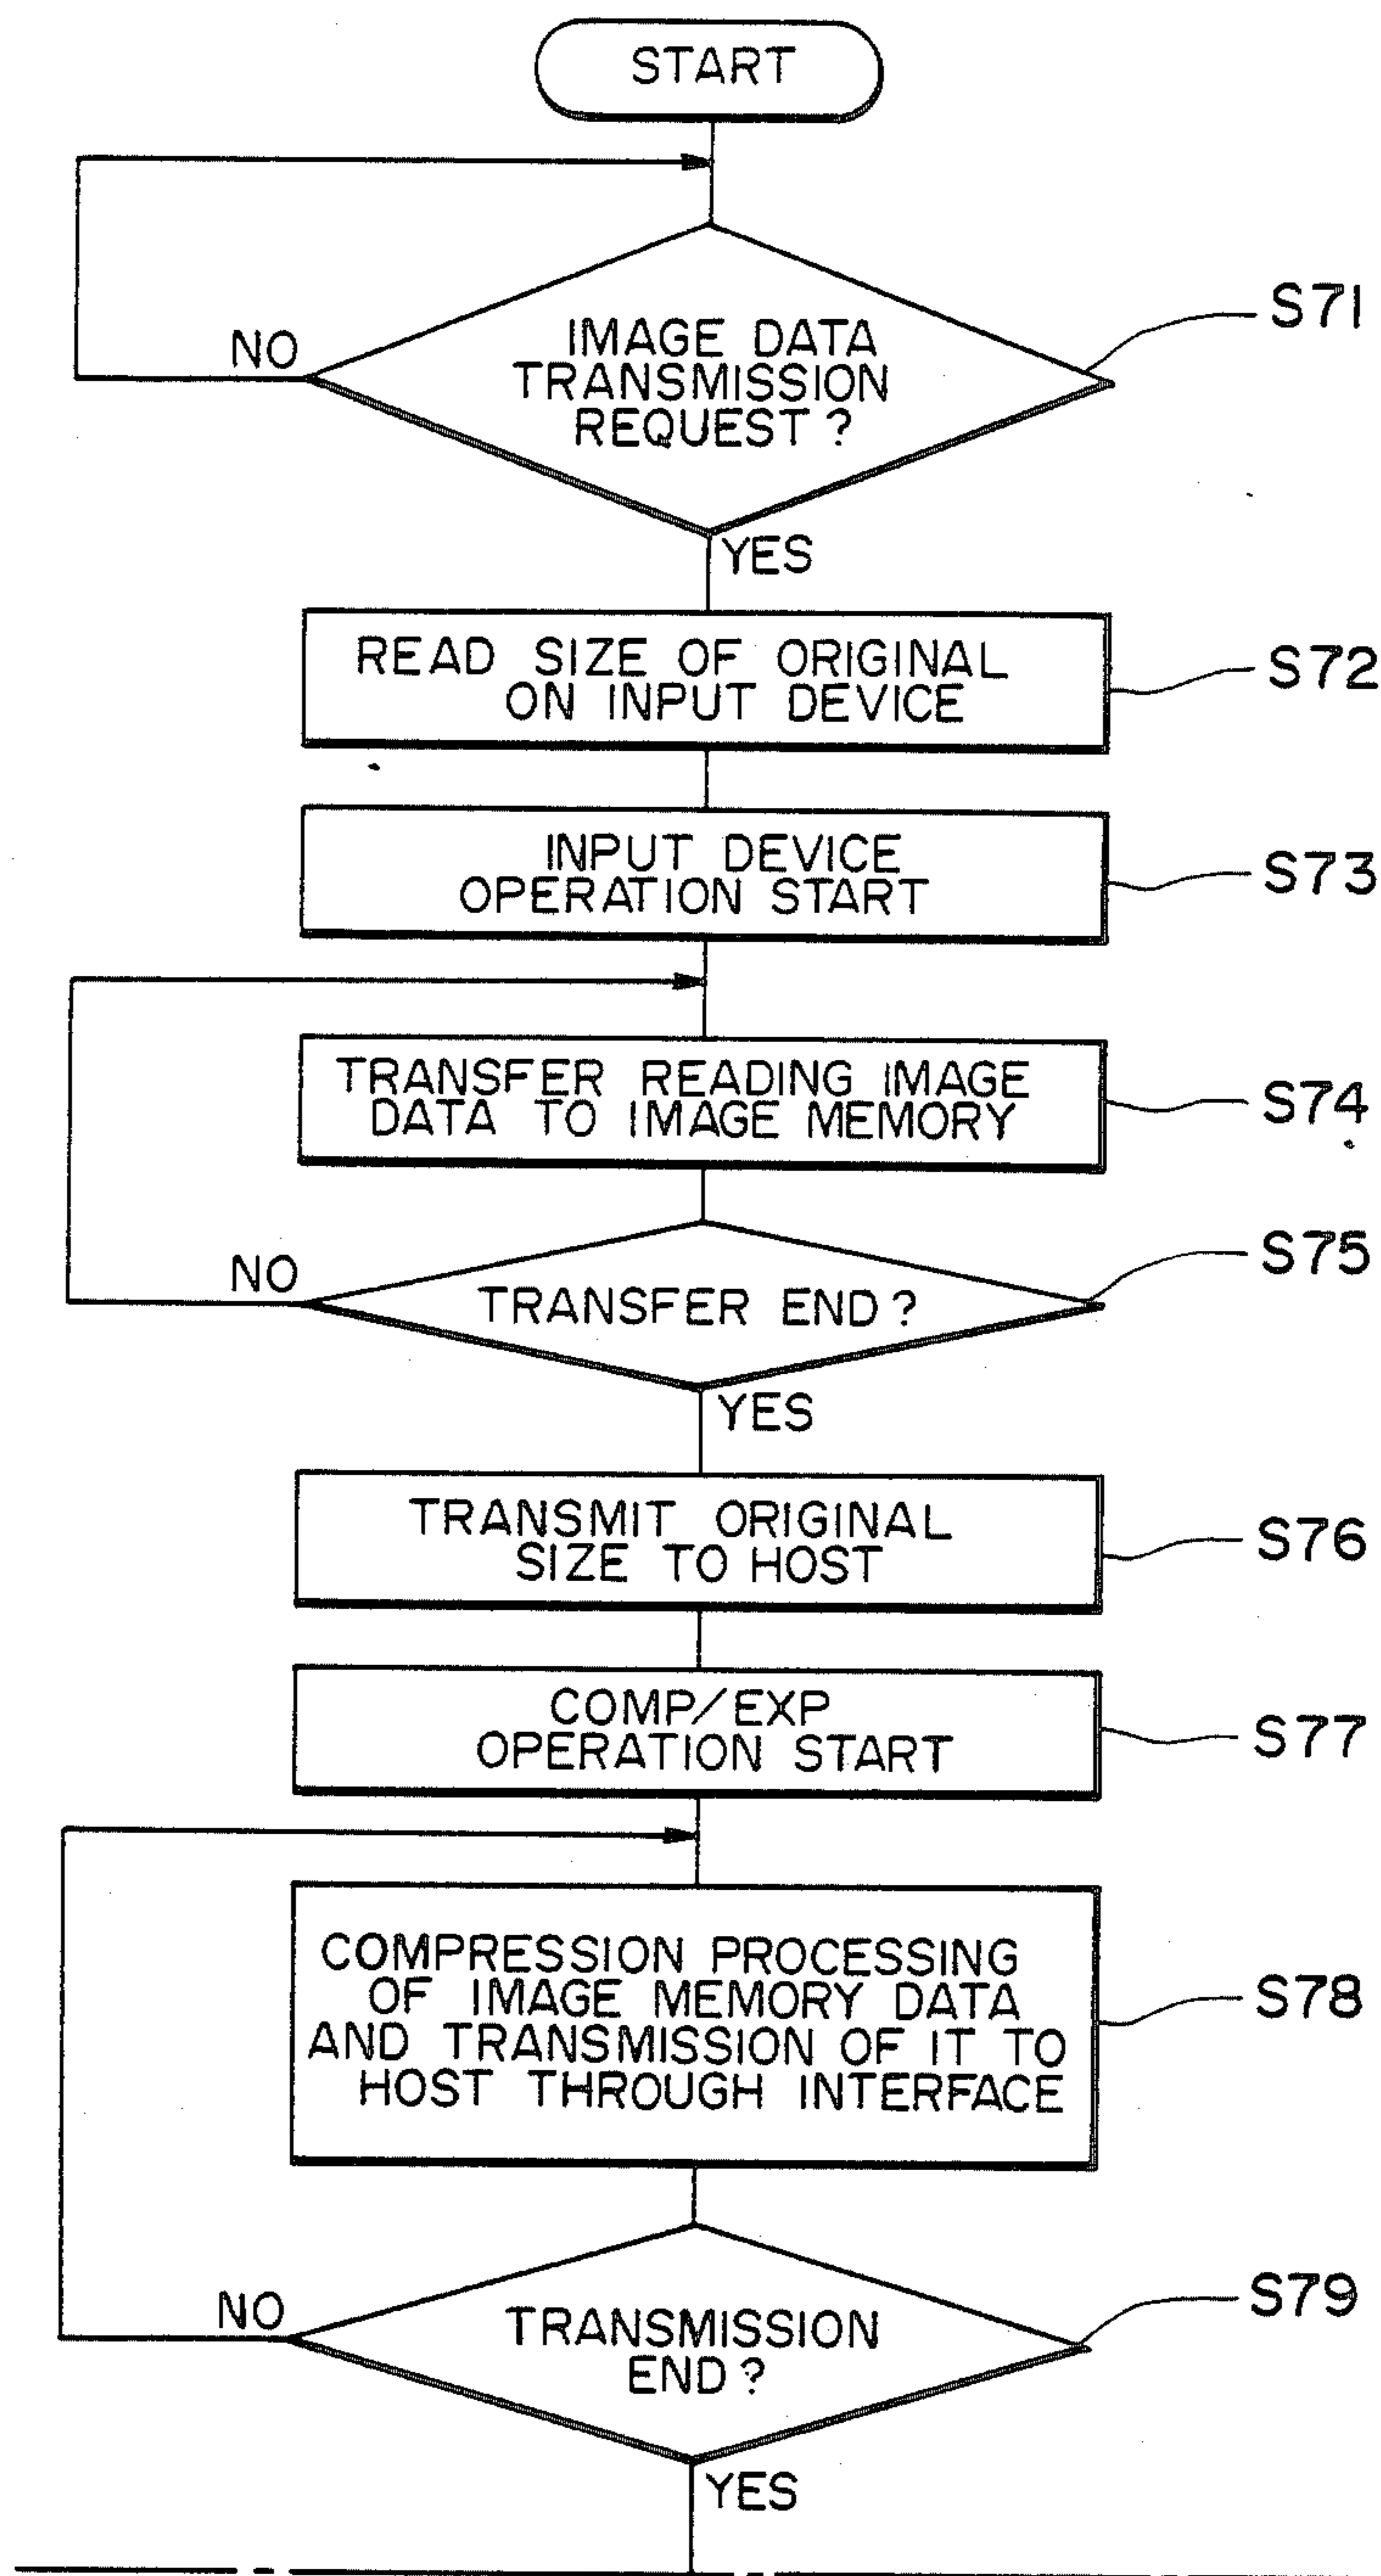 START
IMAGE DATA
TRANSMISSION
REQUEST?
S71
NO
YES
READ SIZE OF ORIGINAL
ON INPUT DEVICE
S72
INPUT DEVICE
OPERATION START
S73
TRANSFER READING IMAGE
DATA TO IMAGE MEMORY
S74
TRANSFER END?
S75
NO
YES
TRANSMIT ORIGINAL
SIZE TO HOST
S76
COMP/EXP
OPERATION START
S77
COMPRESSION PROCESSING
OF IMAGE MEMORY DATA
AND TRANSMISSION OF IT TO
HOST THROUGH INTERFACE
S78
TRANSMISSION
END?
S79
NO
YES